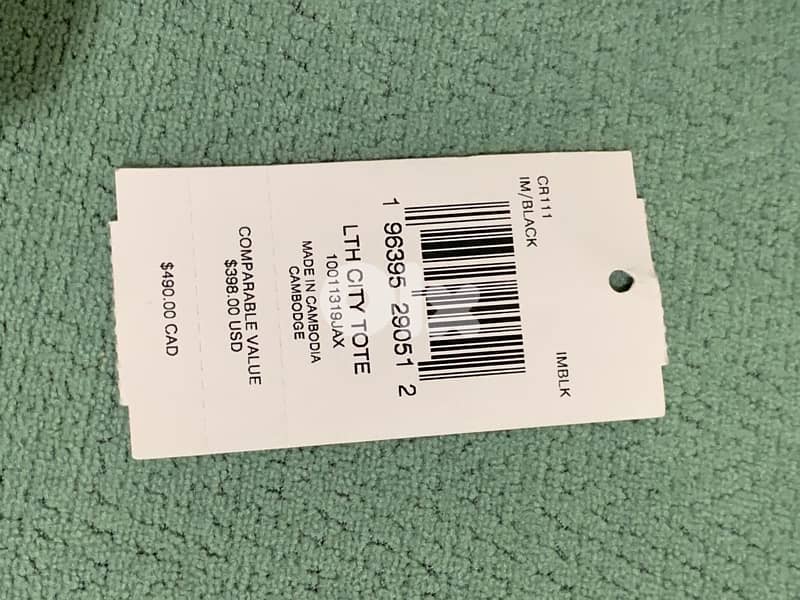 CR111
IM/BLACK
IMBLK
1 96395 29051 2
LTH CITY TOTE
10011319JAX
MADE IN CAMBODIA
CAMBODGE
COMPARABLE VALUE
$398.00 USD
$490.00 CAD